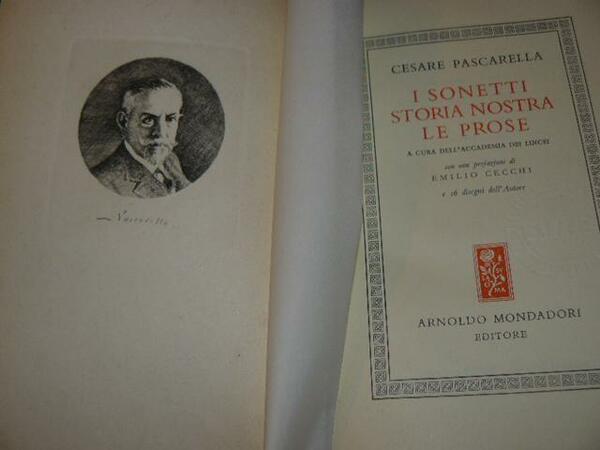 Pascarella
CESARE PASCARELLA
I SONETTI
STORIA NOSTRA
LE PROSE
A CURA DELL'ACCADEMIA DEI LINCEI
con una prefazione di
EMILIO CECCHI
e 16 disegni dell'Autore
ARNOLDO MONDADORI
EDITORE